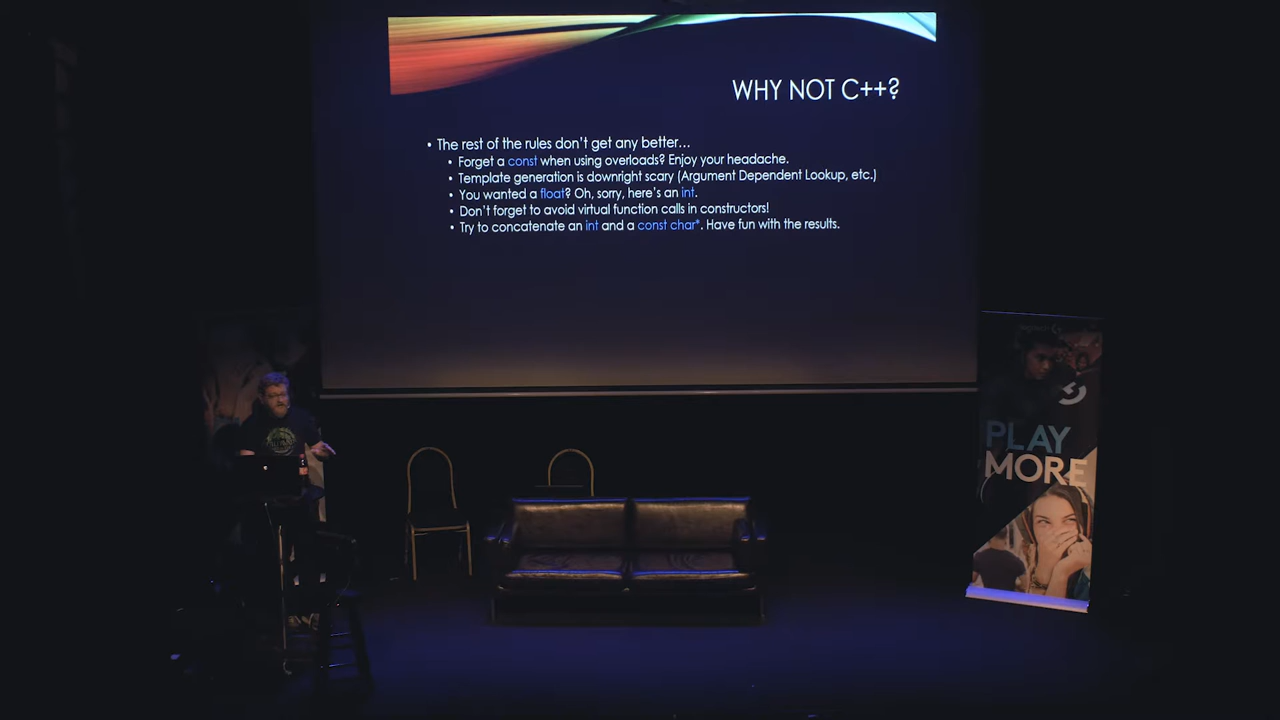 WHY NOT C++?
• The rest of the rules don't get any better...
• Forget a const when using overloads? Enjoy your headache.
• Template generation is downright scary (Argument Dependent Lookup, etc.)
• You wanted a float? Oh, sorry, here's an int.
• Don't forget to avoid virtual function calls in constructors!
• Try to concatenate an int and a const char*. Have fun with the results.
PLAY
MORE